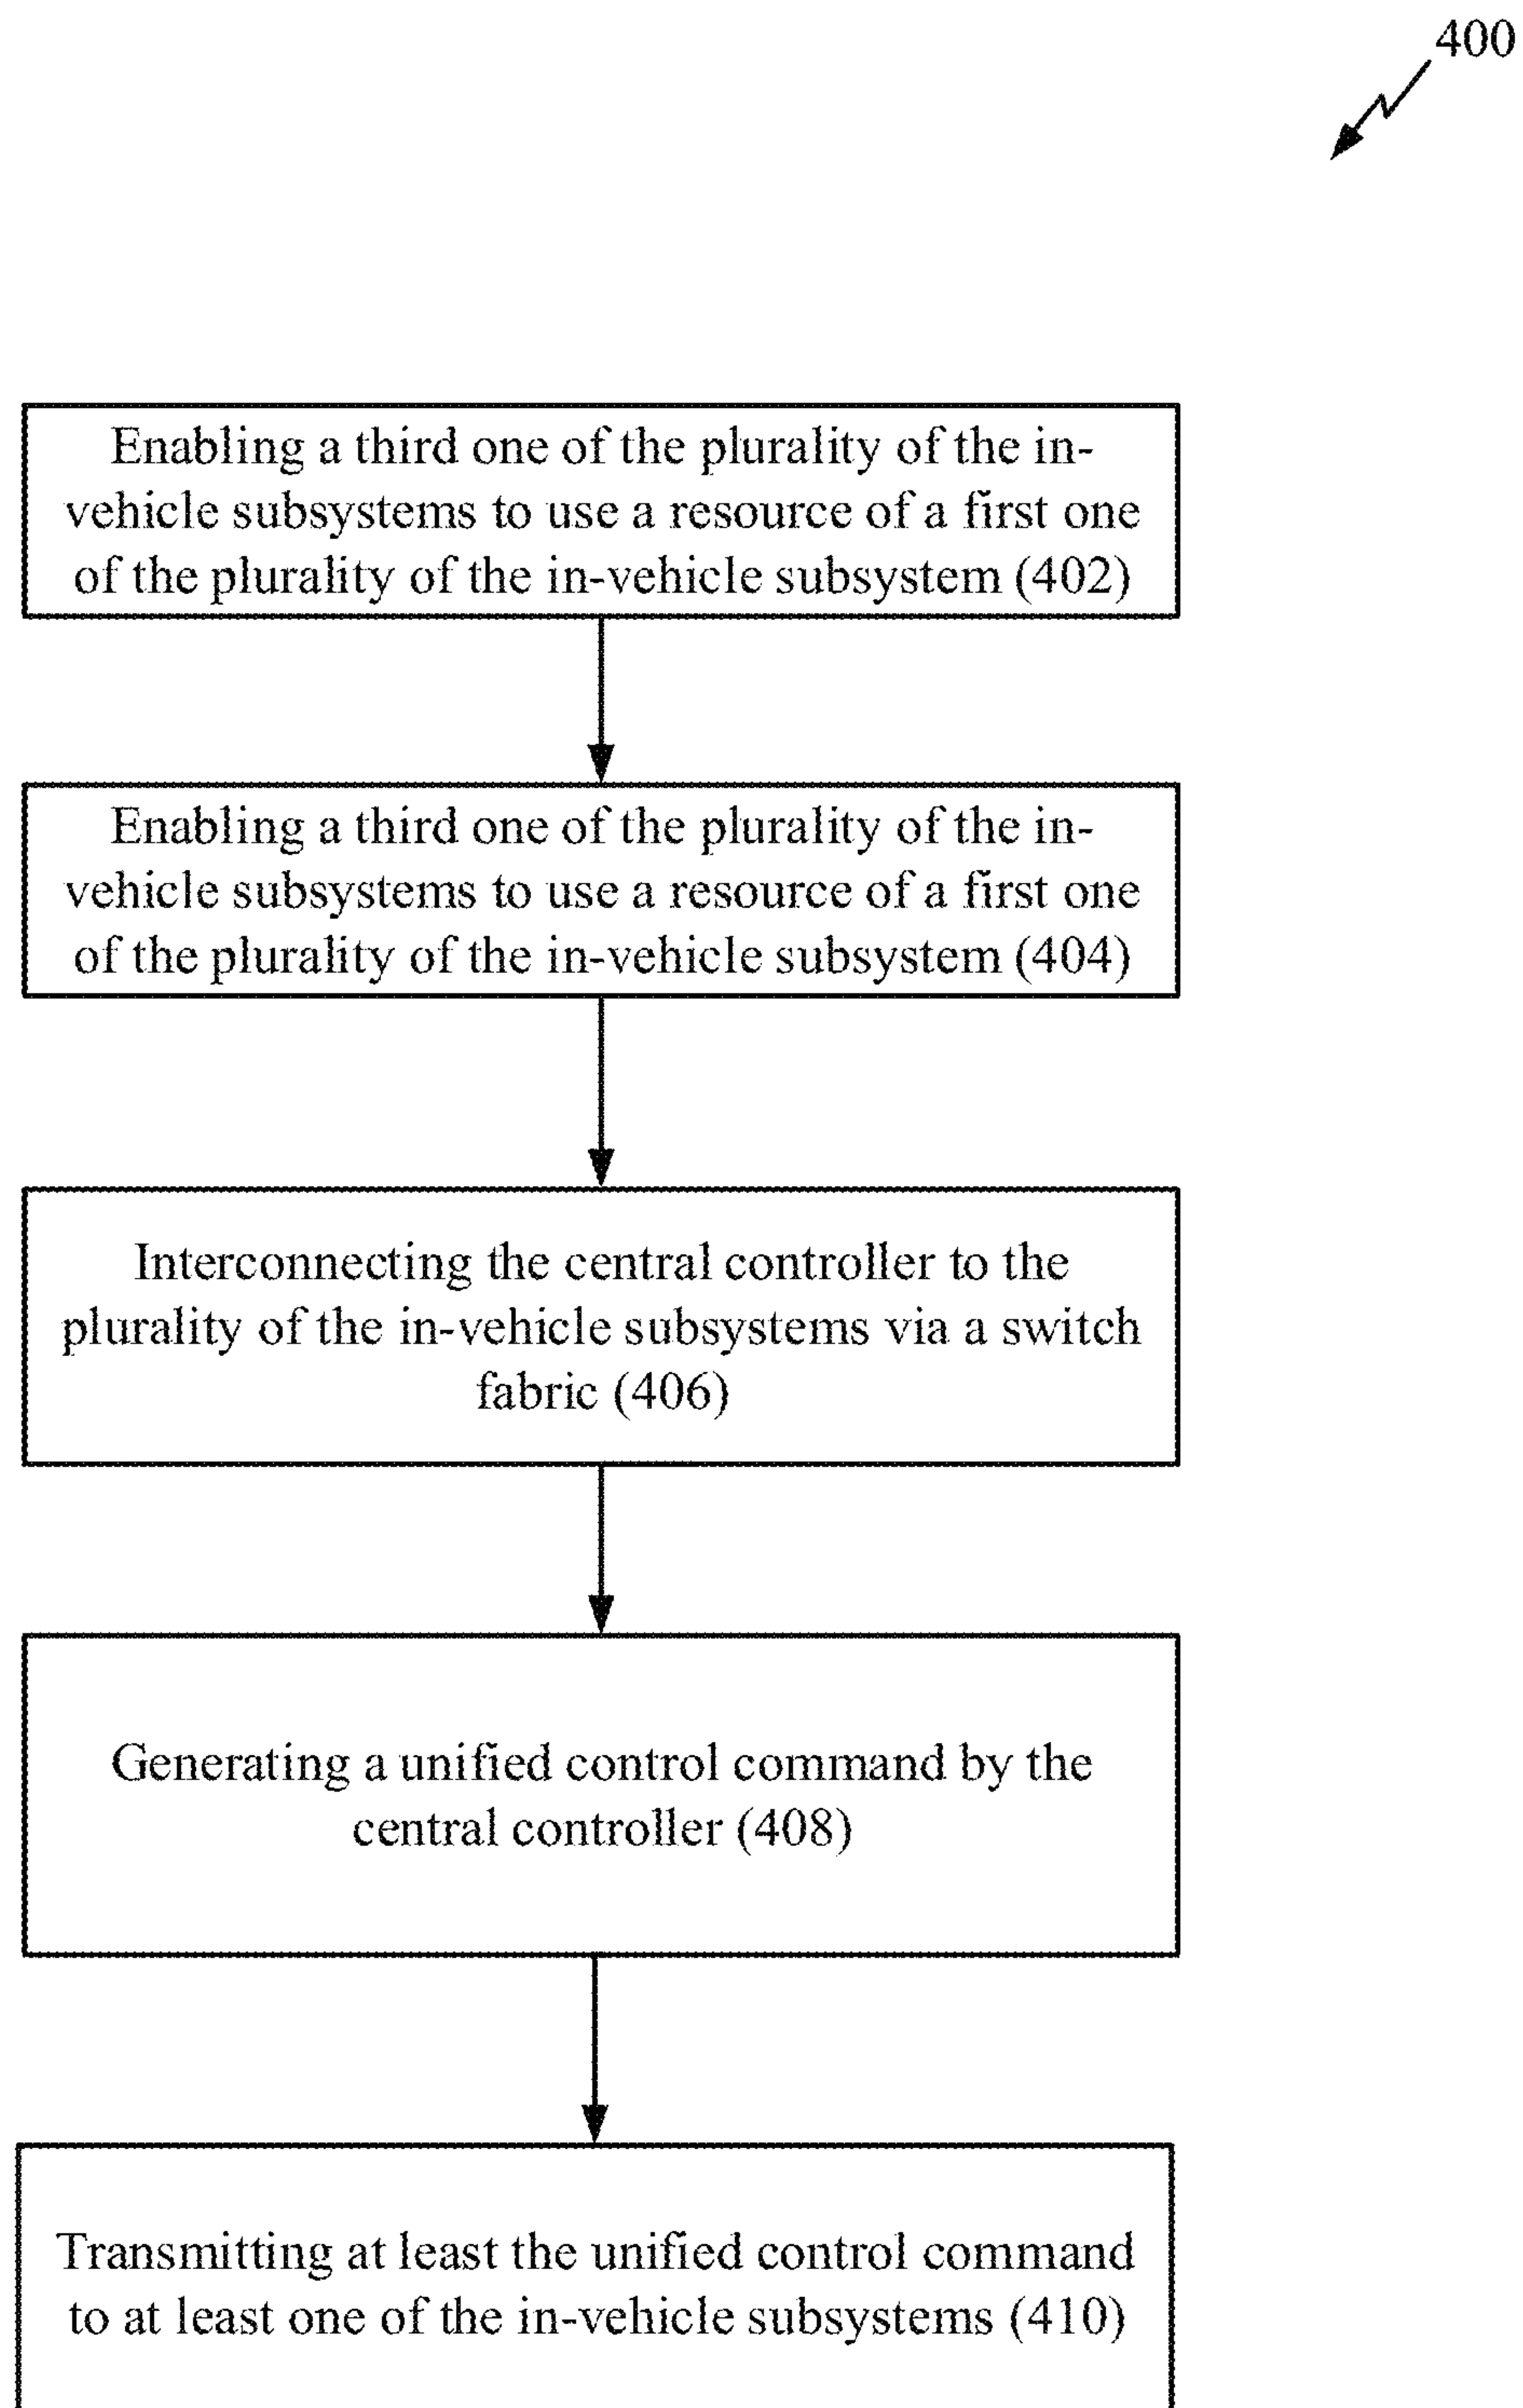 400
Enabling a third one of the plurality of the in-
vehicle subsystems to use a resource of a first one
of the plurality of the in-vehicle subsystem (402)
Enabling a third one of the plurality of the in-
vehicle subsystems to use a resource of a first one
of the plurality of the in-vehicle subsystem (404)
Interconnecting the central controller to the
plurality of the in-vehicle subsystems via a switch
fabric (406)
Generating a unified control command by the
central controller (408)
Transmitting at least the unified control command
to at least one of the in-vehicle subsystems (410)